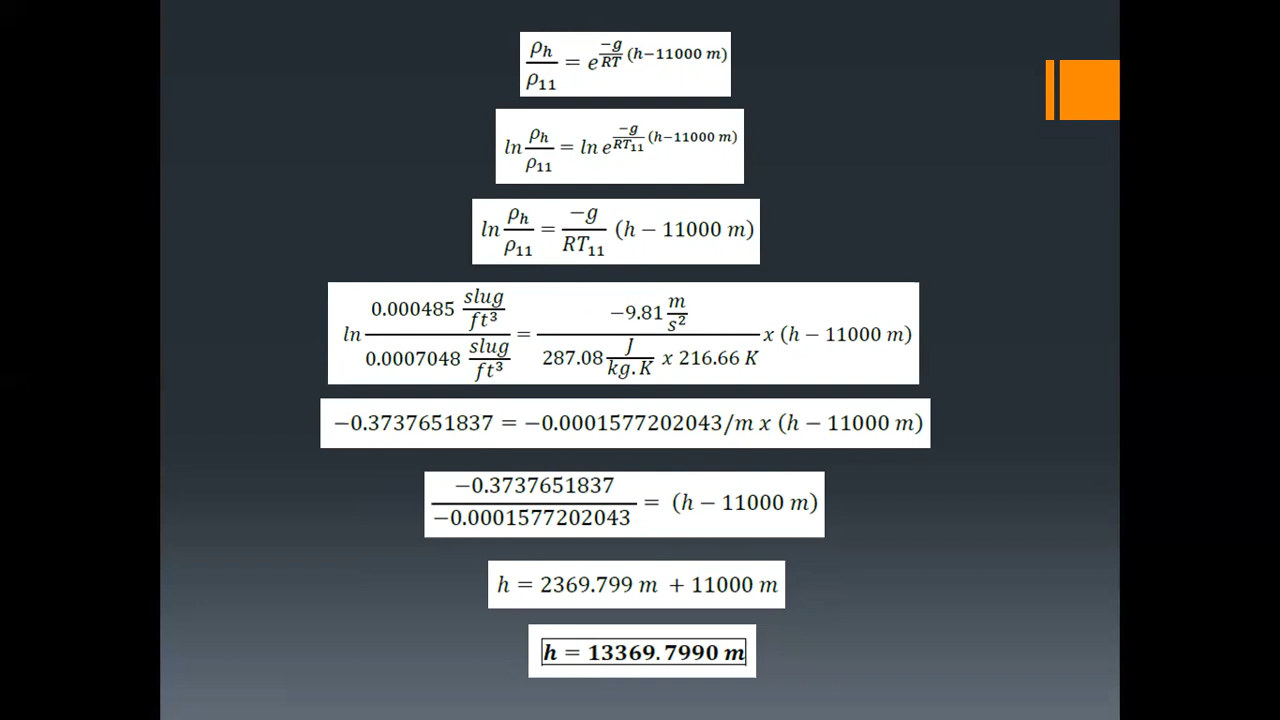 ρh/ρ11 = e^(−g/RT (h−11000 m))
ln ρh/ρ11 = ln e^(−g/RT11 (h−11000 m))
ln ρh/ρ11 = −g/RT11 (h − 11000 m)
ln (0.000485 slug/ft³)/(0.0007048 slug/ft³) = (−9.81 m/s²)/(287.08 J/kg.K x 216.66 K) x (h − 11000 m)
−0.3737651837 = −0.0001577202043/m x (h − 11000 m)
−0.3737651837/−0.0001577202043 = (h − 11000 m)
h = 2369.799 m + 11000 m
h = 13369.7990 m